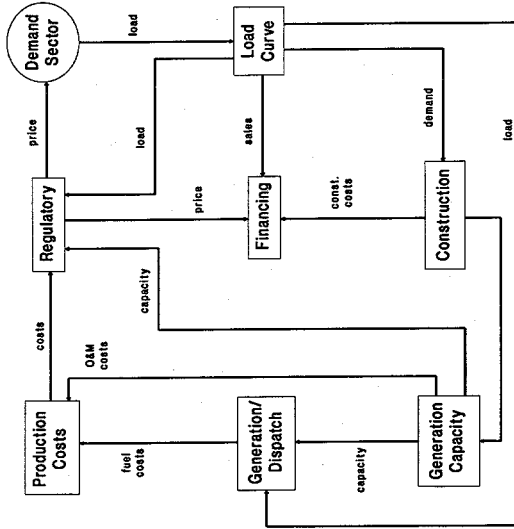 Production
Costs
costs
Regulatory
price
Demand
Sector
fuel
costs
O&M
costs
capacity
price
load
load
Generation/
Dispatch
Financing
sales
Load
Curve
capacity
const.
costs
demand
Generation
Capacity
Construction
load